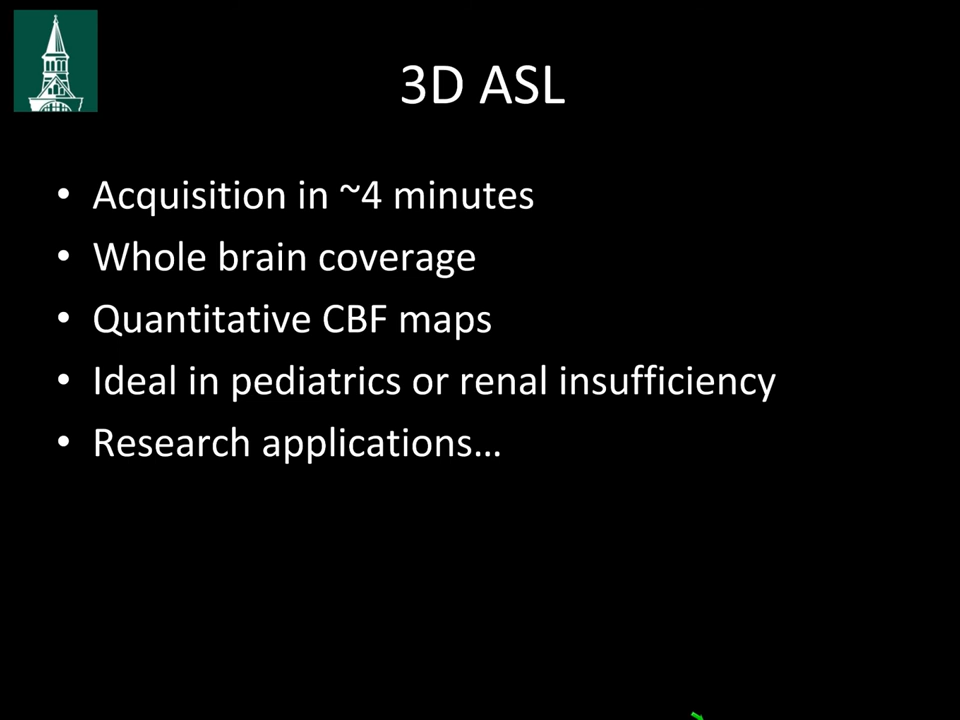 3D ASL
• Acquisition in ~4 minutes
• Whole brain coverage
• Quantitative CBF maps
• Ideal in pediatrics or renal insufficiency
• Research applications…